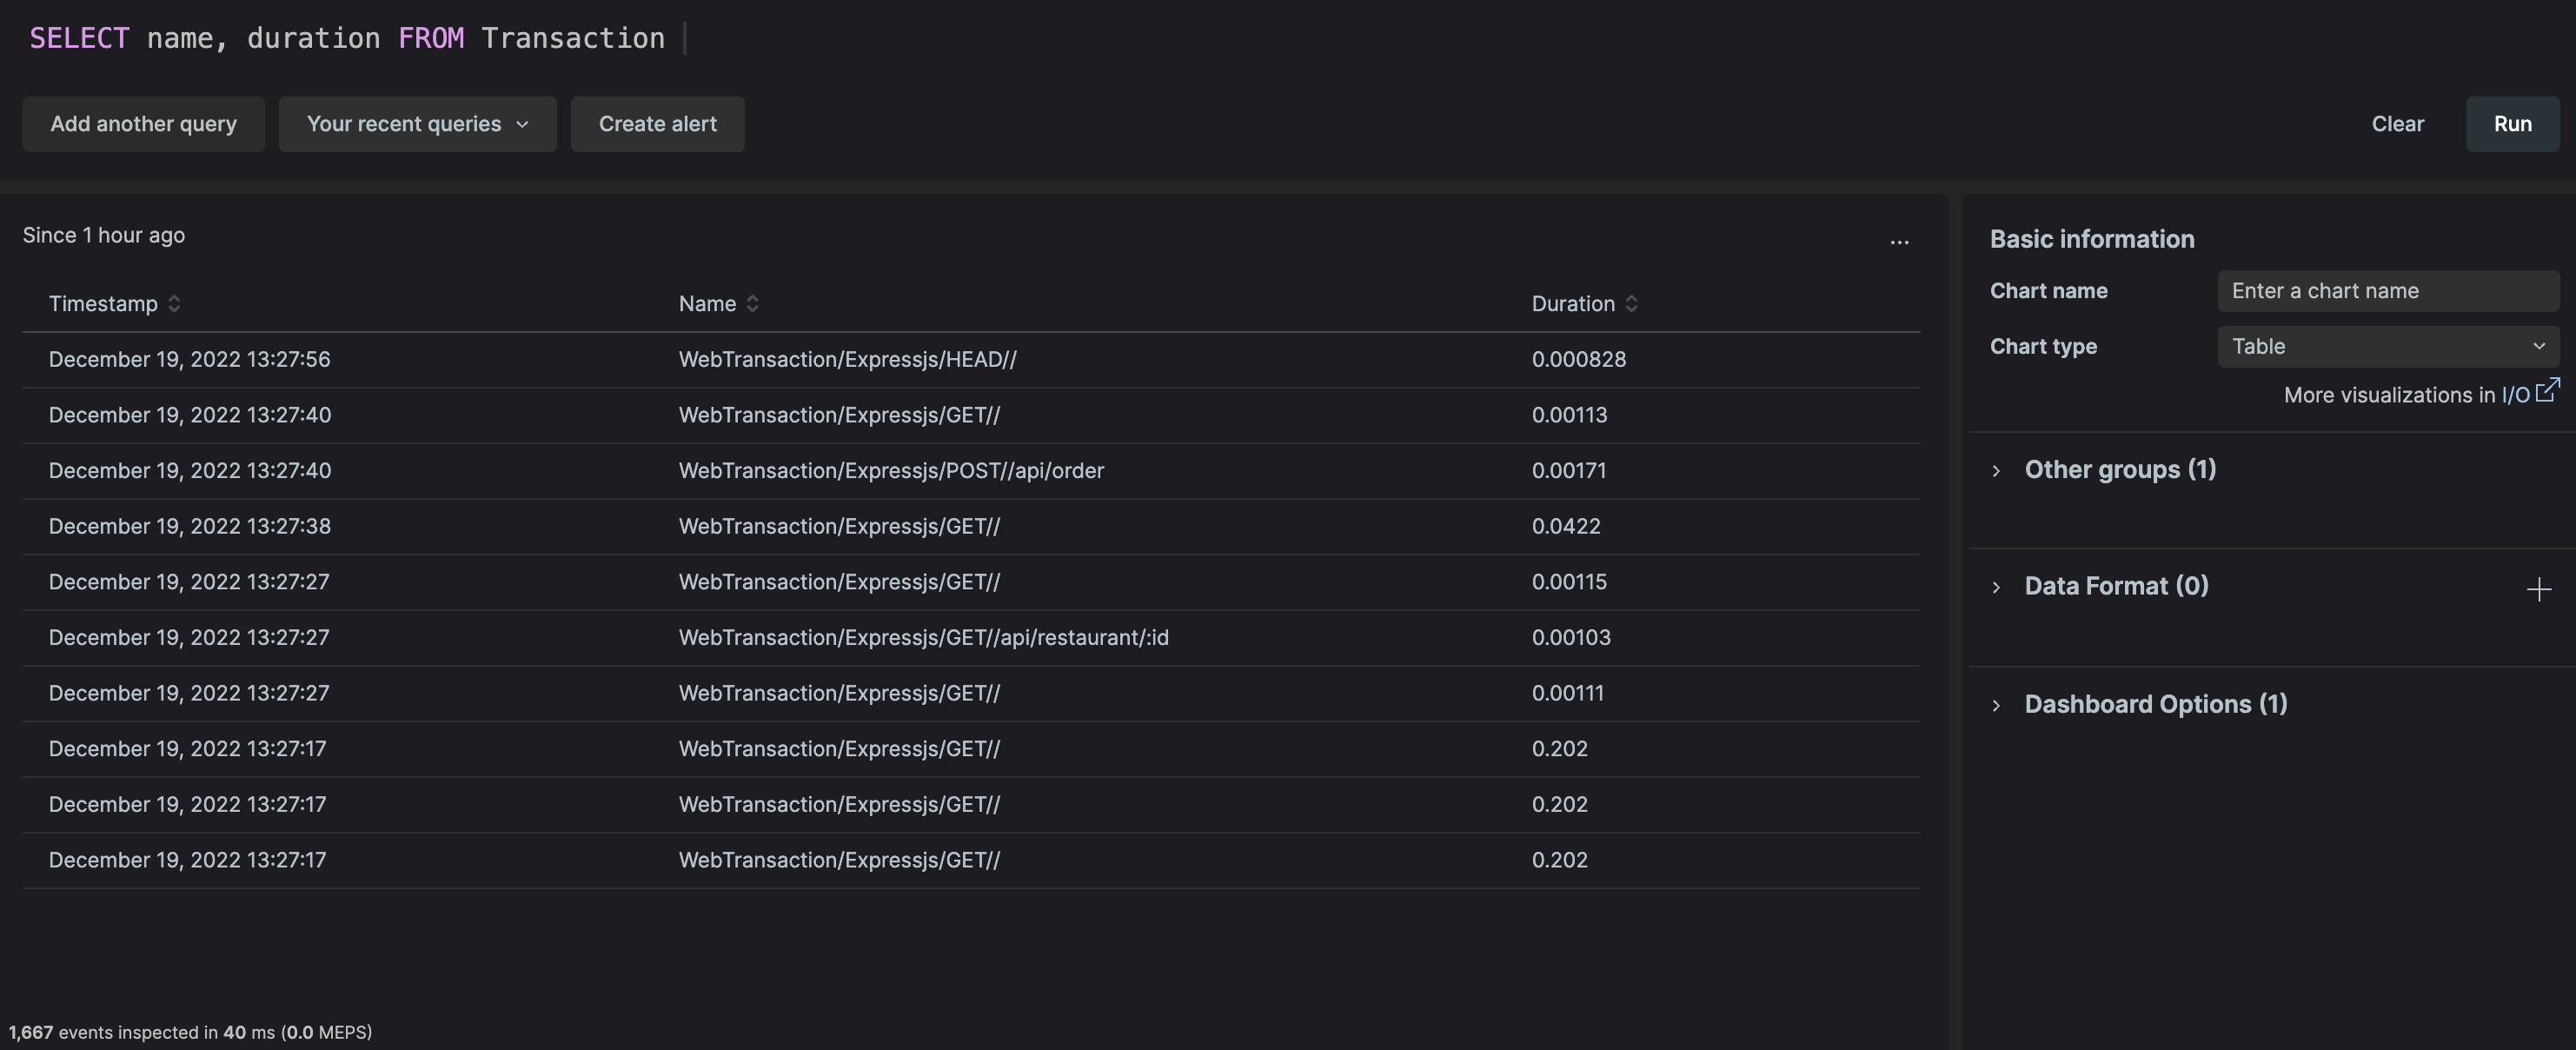 SELECT name, duration FROM Transaction
Add another query
Your recent queries
Create alert
Clear
Run
Since 1 hour ago
...
Timestamp Name Duration
December 19, 2022 13:27:56 WebTransaction/Expressjs/HEAD// 0.000828
December 19, 2022 13:27:40 WebTransaction/Expressjs/GET// 0.00113
December 19, 2022 13:27:40 WebTransaction/Expressjs/POST//api/order 0.00171
December 19, 2022 13:27:38 WebTransaction/Expressjs/GET// 0.0422
December 19, 2022 13:27:27 WebTransaction/Expressjs/GET// 0.00115
December 19, 2022 13:27:27 WebTransaction/Expressjs/GET//api/restaurant/:id 0.00103
December 19, 2022 13:27:27 WebTransaction/Expressjs/GET// 0.00111
December 19, 2022 13:27:17 WebTransaction/Expressjs/GET// 0.202
December 19, 2022 13:27:17 WebTransaction/Expressjs/GET// 0.202
December 19, 2022 13:27:17 WebTransaction/Expressjs/GET// 0.202
1,667 events inspected in 40 ms (0.0 MEPS)
Basic information
Chart name Enter a chart name
Chart type Table
More visualizations in I/O
Other groups (1)
Data Format (0)
Dashboard Options (1)